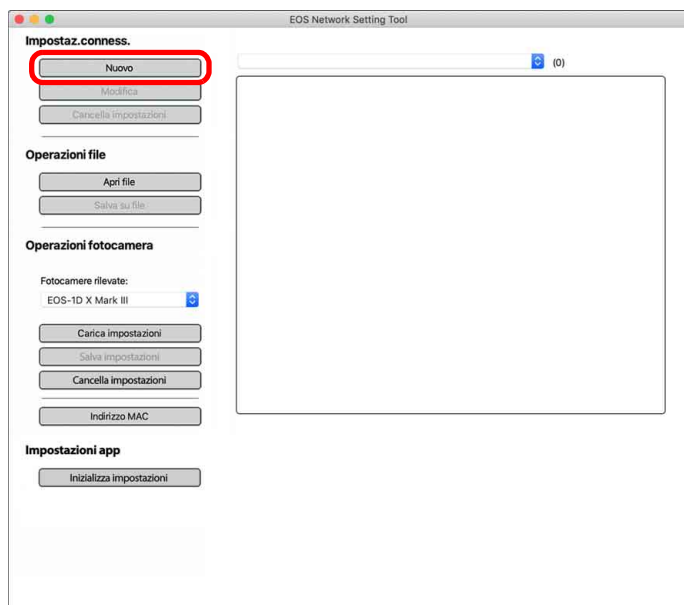 EOS Network Setting Tool
Impostaz.conness.
Nuovo
(0)
Modifica
Cancella impostazioni
Operazioni file
Apri file
Salva su file
Operazioni fotocamera
Fotocamere rilevate:
EOS-1D X Mark III
Carica impostazioni
Salva impostazioni
Cancella impostazioni
Indirizzo MAC
Impostazioni app
Inizializza impostazioni